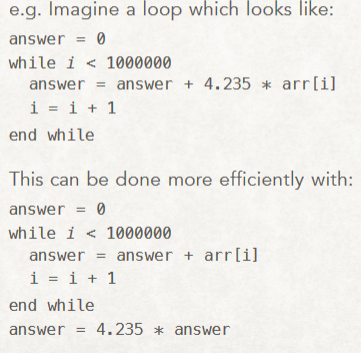 e.g. Imagine a loop which looks like:
answer = 0
while i < 1000000
answer = answer + 4.235 * arr[i]
i = i + 1
end while
This can be done more efficiently with:
answer = 0
while i < 1000000
answer = answer + arr[i]
i = i + 1
end while
answer = 4.235 * answer